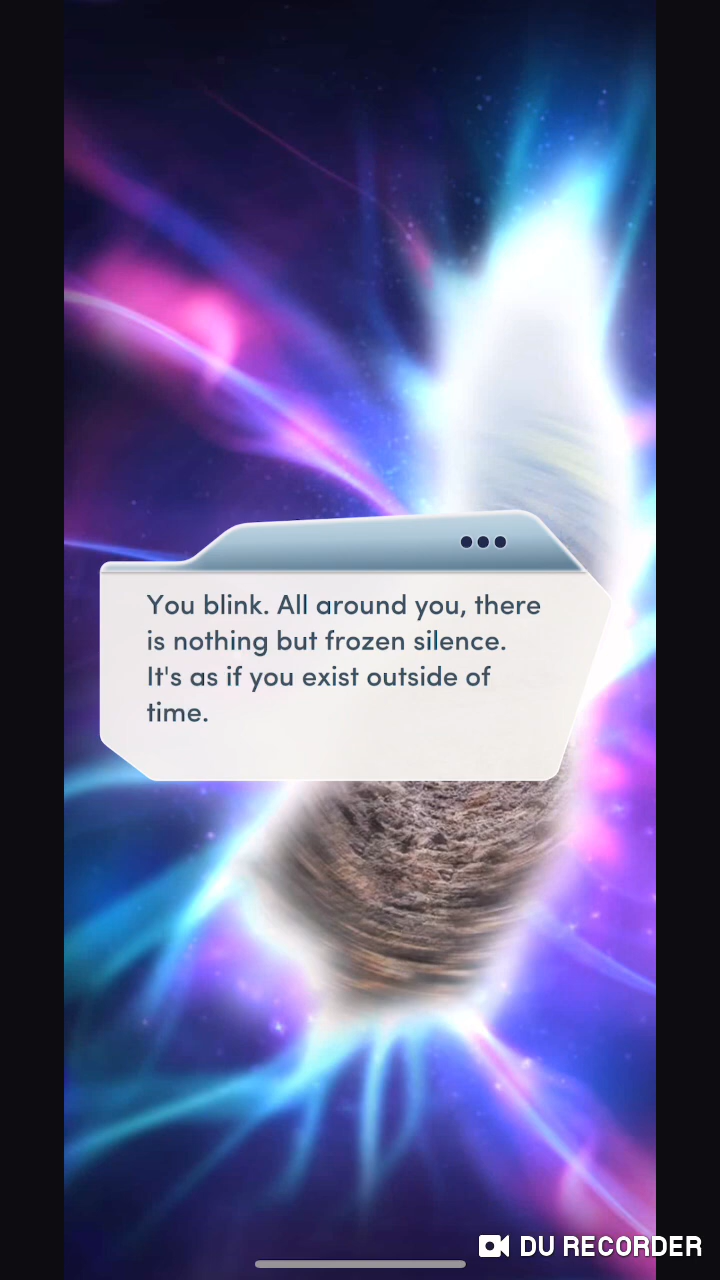 You blink. All around you, there
is nothing but frozen silence.
It's as if you exist outside of
time.
DU RECORDER